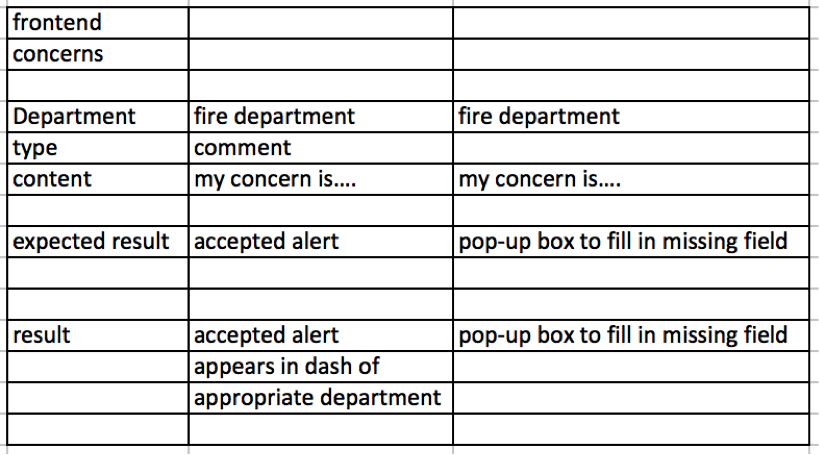 frontend
concerns
Department fire department fire department
type comment
content my concern is.... my concern is....
expected result accepted alert pop-up box to fill in missing field
result accepted alert pop-up box to fill in missing field
appears in dash of
appropriate department